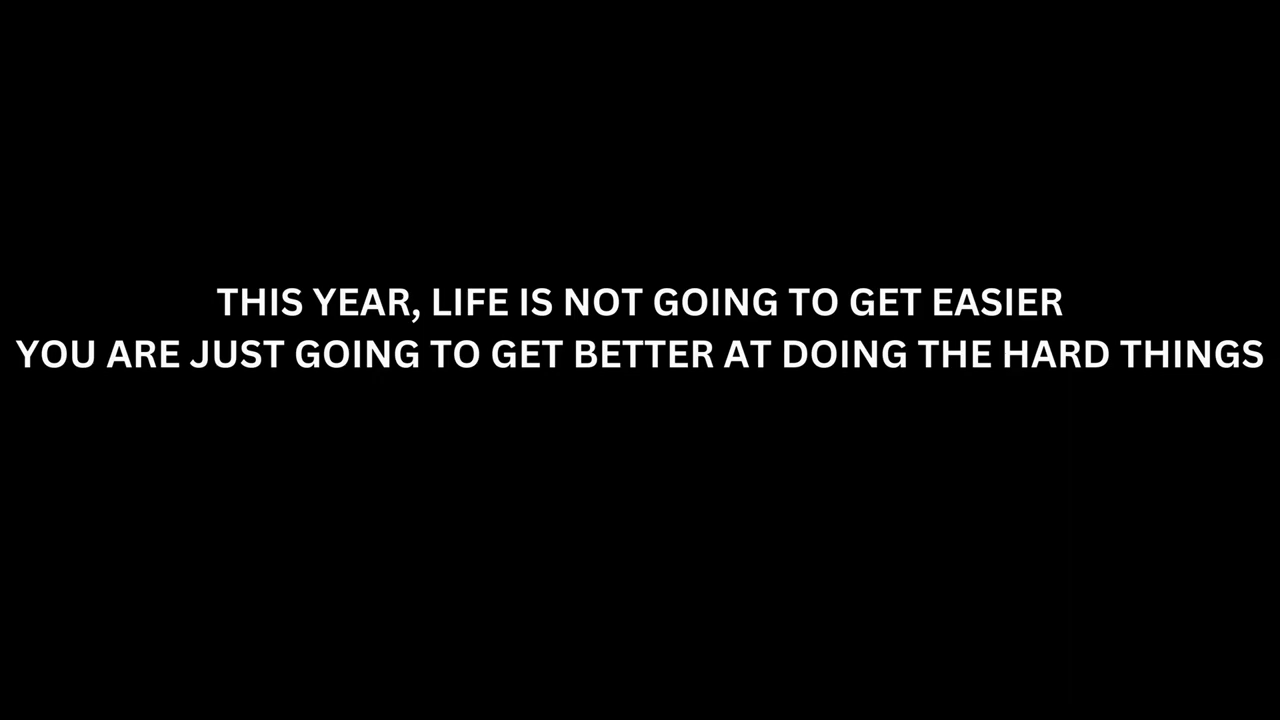 THIS YEAR, LIFE IS NOT GOING TO GET EASIER
YOU ARE JUST GOING TO GET BETTER AT DOING THE HARD THINGS